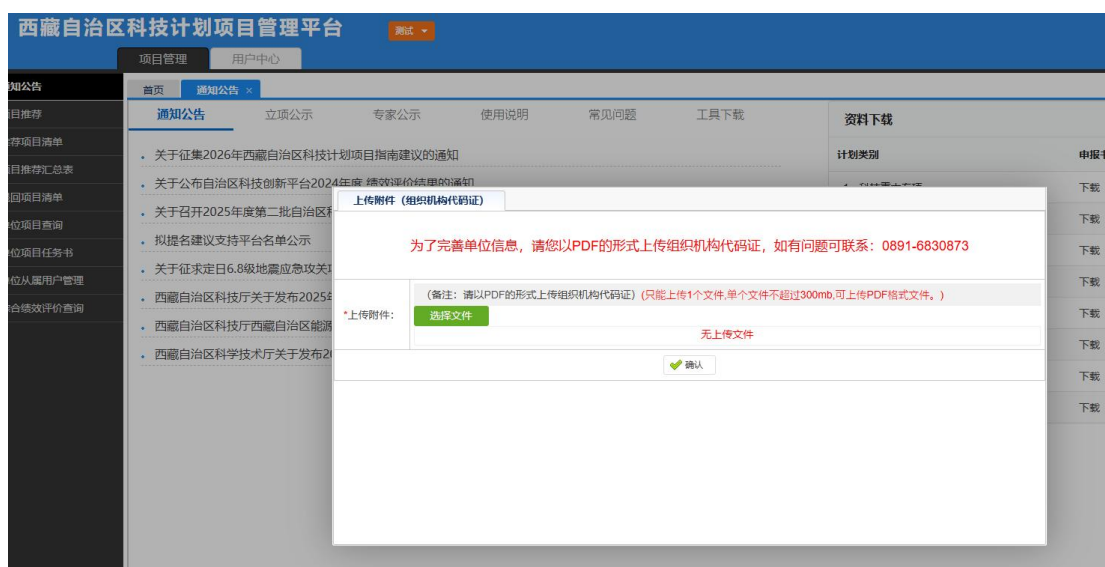 西藏自治区科技计划项目管理平台
测试
项目管理 用户中心
通知公告
项目推荐
推荐项目清单
项目推荐汇总表
退回项目清单
单位项目查询
单位项目任务书
单位从属用户管理
综合绩效评价查询
首页 通知公告 ×
通知公告 立项公示 专家公示 使用说明 常见问题 工具下载
关于征集2026年西藏自治区科技计划项目指南建议的通知
关于公布自治区科技创新平台2024年度 绩效评价结果的通知
关于召开2025年度第二批自治区科
拟提名建议支持平台名单公示
关于征求定日6.8级地震应急攻关项
西藏自治区科技厅关于发布2025年
西藏自治区科技厅西藏自治区能源
西藏自治区科学技术厅关于发布20
资料下载
计划类别 申报书
1、科技重大专项 下载
下载
下载
下载
下载
下载
下载
下载
上传附件（组织机构代码证）
为了完善单位信息，请您以PDF的形式上传组织机构代码证，如有问题可联系：0891-6830873
（备注：请以PDF的形式上传组织机构代码证）(只能上传1个文件,单个文件不超过300mb,可上传PDF格式文件。)
*上传附件： 选择文件
无上传文件
确认